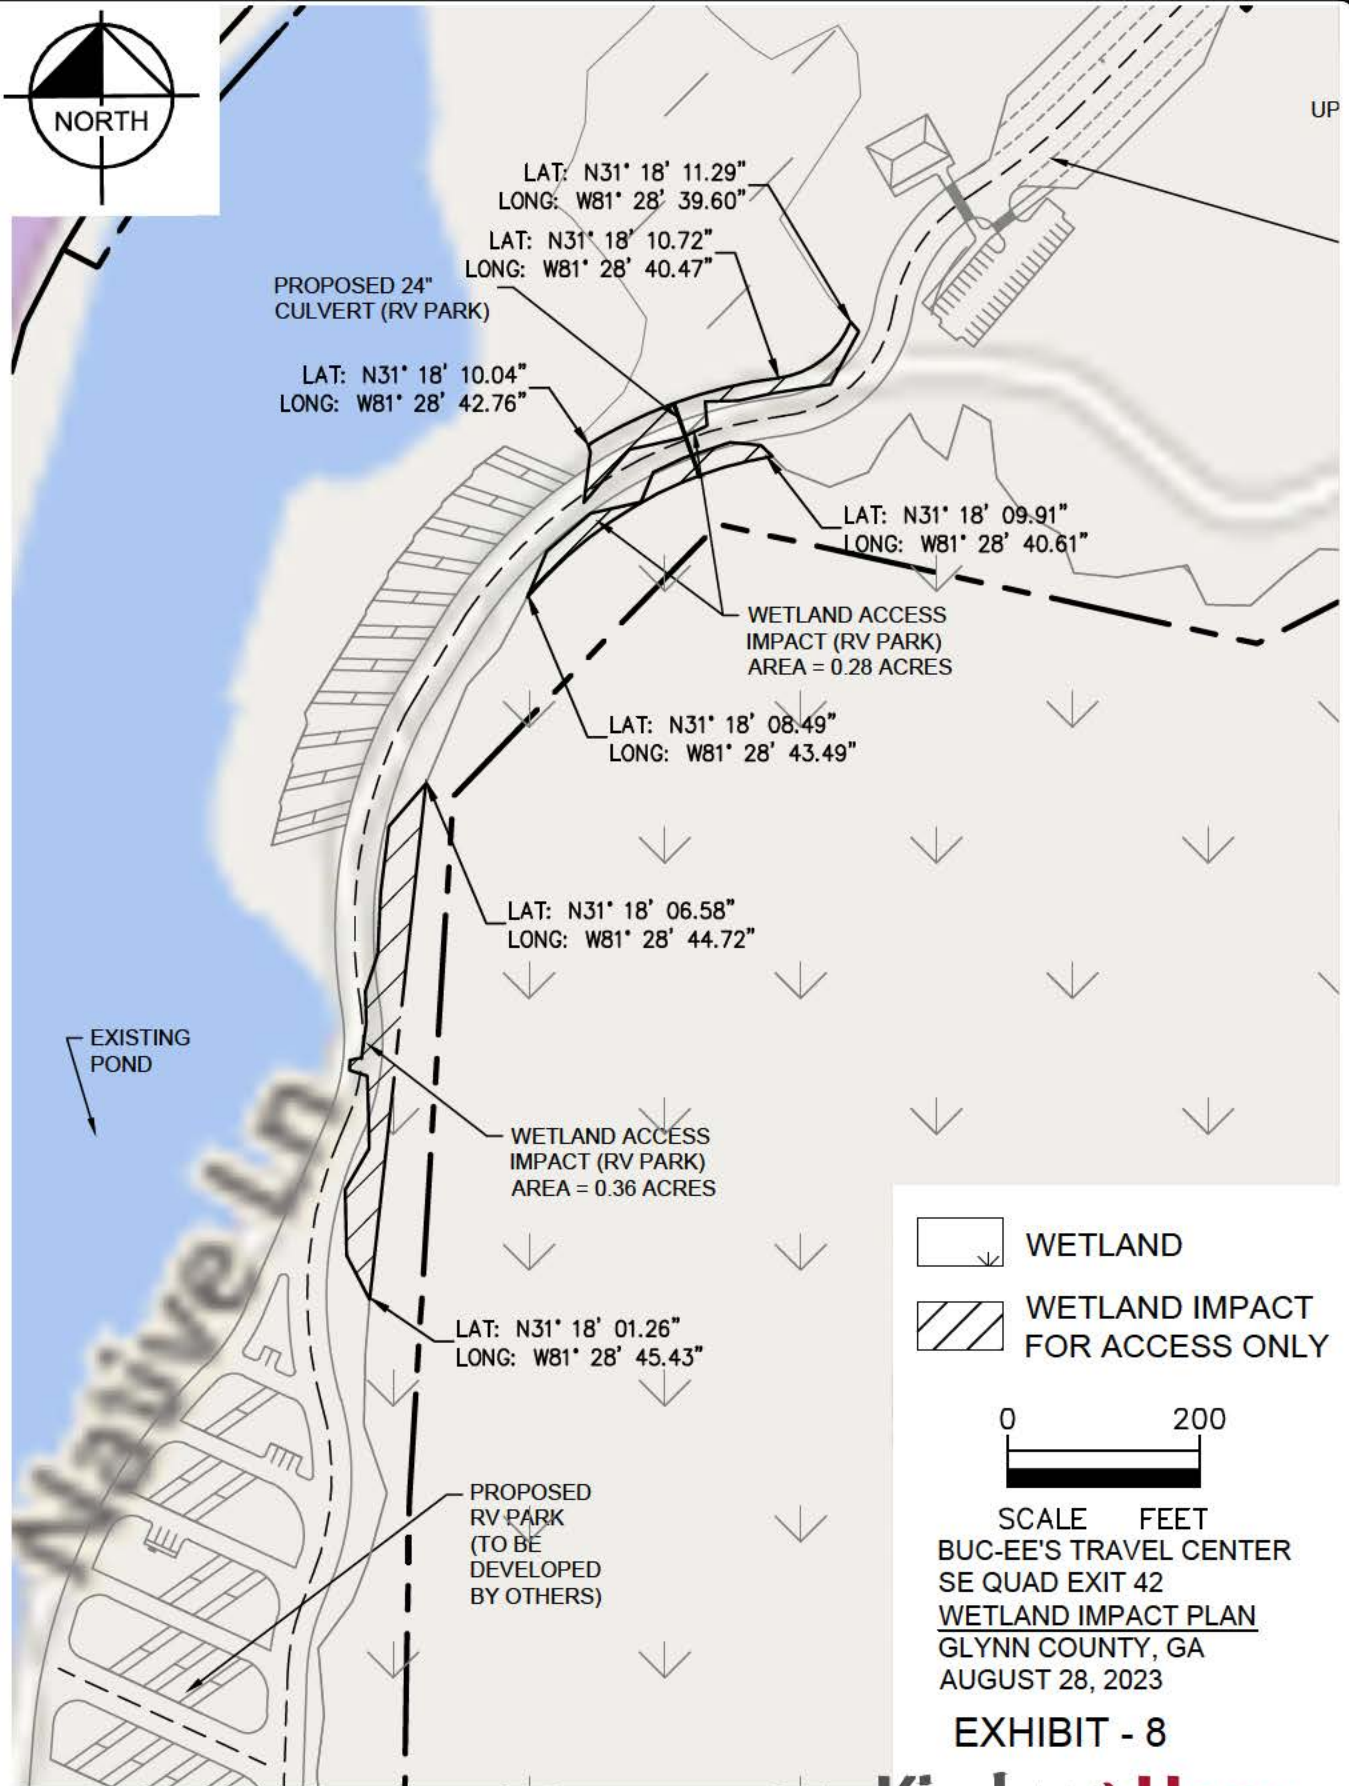 NORTH
UP
LAT: N31° 18' 11.29"
LONG: W81° 28' 39.60"
LAT: N31° 18' 10.72"
LONG: W81° 28' 40.47"
PROPOSED 24"
CULVERT (RV PARK)
LAT: N31° 18' 10.04"
LONG: W81° 28' 42.76"
LAT: N31° 18' 09.91"
LONG: W81° 28' 40.61"
WETLAND ACCESS
IMPACT (RV PARK)
AREA = 0.28 ACRES
LAT: N31° 18' 08.49"
LONG: W81° 28' 43.49"
LAT: N31° 18' 06.58"
LONG: W81° 28' 44.72"
EXISTING
POND
WETLAND ACCESS
IMPACT (RV PARK)
AREA = 0.36 ACRES
Native Ln
LAT: N31° 18' 01.26"
LONG: W81° 28' 45.43"
PROPOSED
RV PARK
(TO BE
DEVELOPED
BY OTHERS)
WETLAND
WETLAND IMPACT
FOR ACCESS ONLY
0 200
SCALE FEET
BUC-EE'S TRAVEL CENTER
SE QUAD EXIT 42
WETLAND IMPACT PLAN
GLYNN COUNTY, GA
AUGUST 28, 2023
EXHIBIT - 8